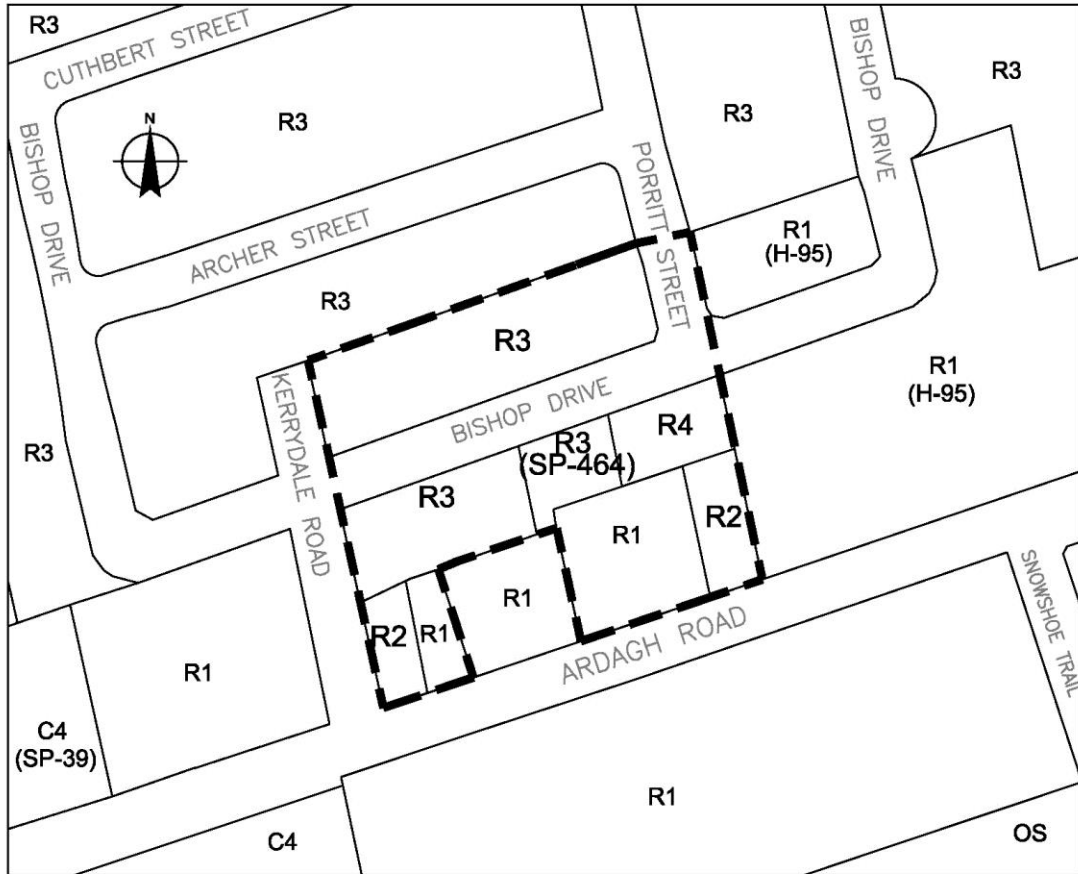 R3
CUTHBERT STREET
R3
R3
R3
BISHOP DRIVE
BISHOP DRIVE
N
PORRITT STREET
ARCHER STREET
R1
(H-95)
R3
R3
KERRYDALE ROAD
R1
(H-95)
BISHOP DRIVE
R4
R3
R3
(SP-464)
R3
R1
R2
R1
R2
R1
ARDAGH ROAD
SNOWSHOE TRAIL
R1
C4
(SP-39)
R1
C4
OS